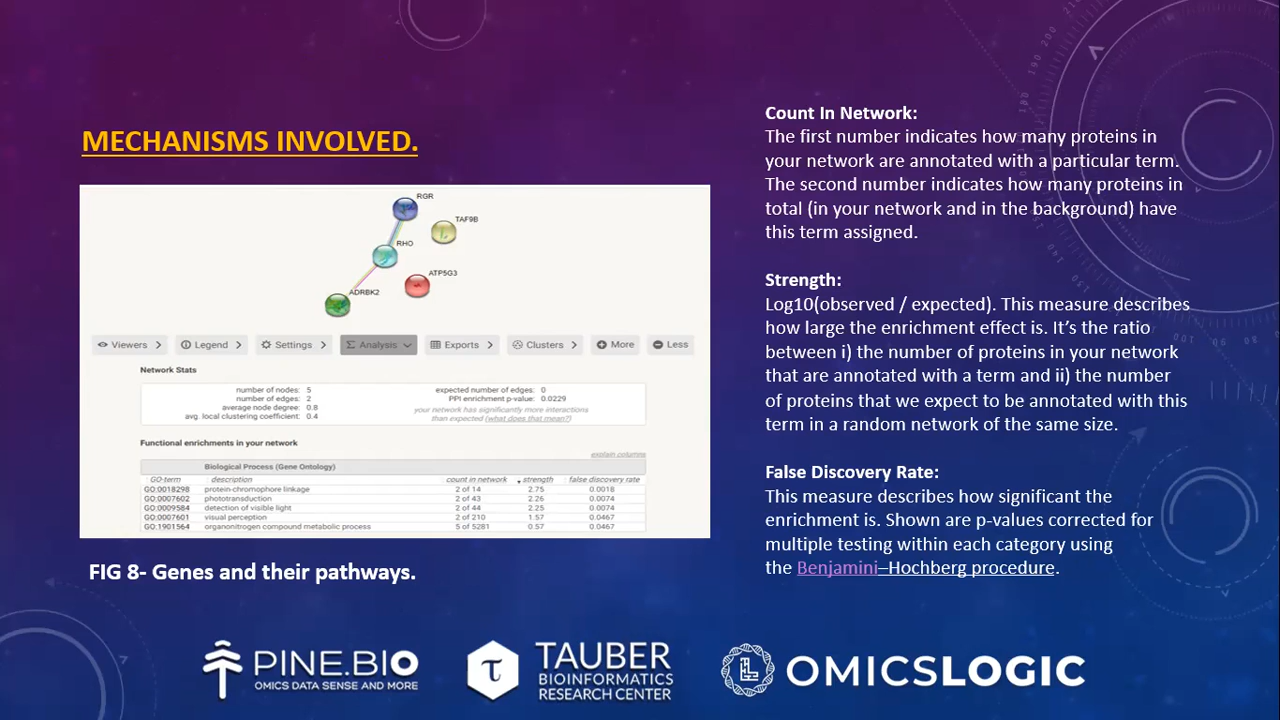 MECHANISMS INVOLVED.
RGR
TAF9B
RHO
ATP5G3
ADRBK2
Viewers
Legend
Settings
Analysis
Exports
Clusters
More
Less
Network Stats
number of nodes: 5
number of edges: 2
average node degree: 0.8
avg. local clustering coefficient: 0.4
expected number of edges: 0
PPI enrichment p-value: 0.0229
your network has significantly more interactions
than expected (what does that mean?)
Functional enrichments in your network
explain columns
Biological Process (Gene Ontology)
GO-term description count in network strength false discovery rate
GO:0018298 protein-chromophore linkage 2 of 14 2.75 0.0018
GO:0007602 phototransduction 2 of 43 2.26 0.0074
GO:0009584 detection of visible light 2 of 44 2.25 0.0074
GO:0007601 visual perception 2 of 210 1.57 0.0467
GO:1901564 organonitrogen compound metabolic process 5 of 5281 0.57 0.0467
FIG 8- Genes and their pathways.
Count In Network:
The first number indicates how many proteins in
your network are annotated with a particular term.
The second number indicates how many proteins in
total (in your network and in the background) have
this term assigned.
Strength:
Log10(observed / expected). This measure describes
how large the enrichment effect is. It’s the ratio
between i) the number of proteins in your network
that are annotated with a term and ii) the number
of proteins that we expect to be annotated with this
term in a random network of the same size.
False Discovery Rate:
This measure describes how significant the
enrichment is. Shown are p-values corrected for
multiple testing within each category using
the Benjamini–Hochberg procedure.
PINE.BIO
OMICS DATA SENSE AND MORE
τ
TAUBER
BIOINFORMATICS
RESEARCH CENTER
OMICSLOGIC